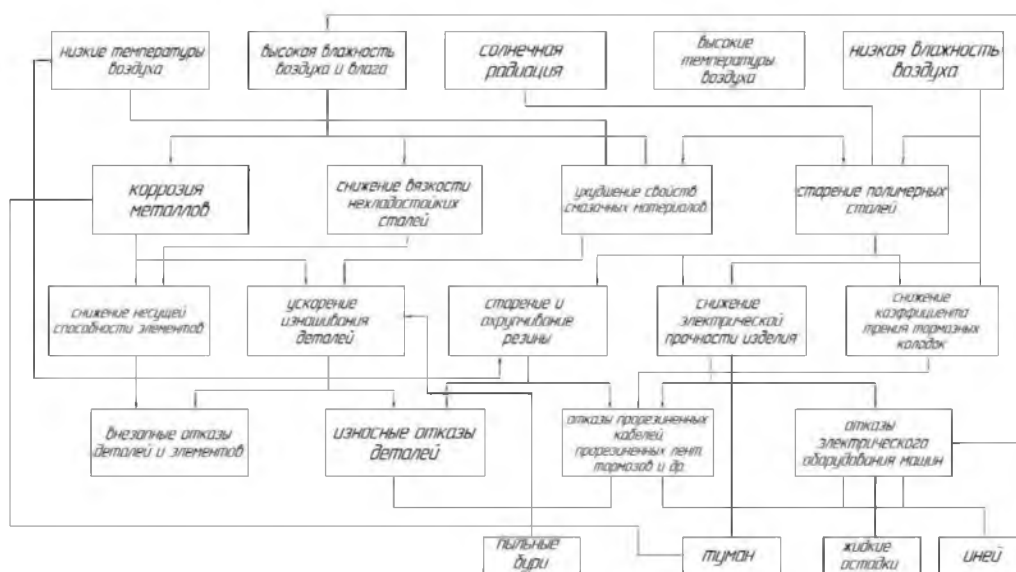 низкие температуры
воздуха
высокая влажность
воздуха и влага
солнечная
радиация
высокие
температуры
воздуха
низкая влажность
воздуха
коррозия
металлов
снижение вязкости
нехладостойких
сталей
ухудшение свойств
смазочных материалов
старение полимерных
сталей
снижение несущей
способности элементов
ускорение
изнашивания
деталей
старение и
охрупчивание
резины
снижение
электрической
прочности изделия
снижение
коэффициента
трения тормозных
колодок
внезапные отказы
деталей и элементов
износные отказы
деталей
отказы прорезиненных
кабелей
прорезиненных лент
тормозов и др.
отказы
электрического
оборудования машин
пыльные
бури
туман
жидкие
осадки
иней